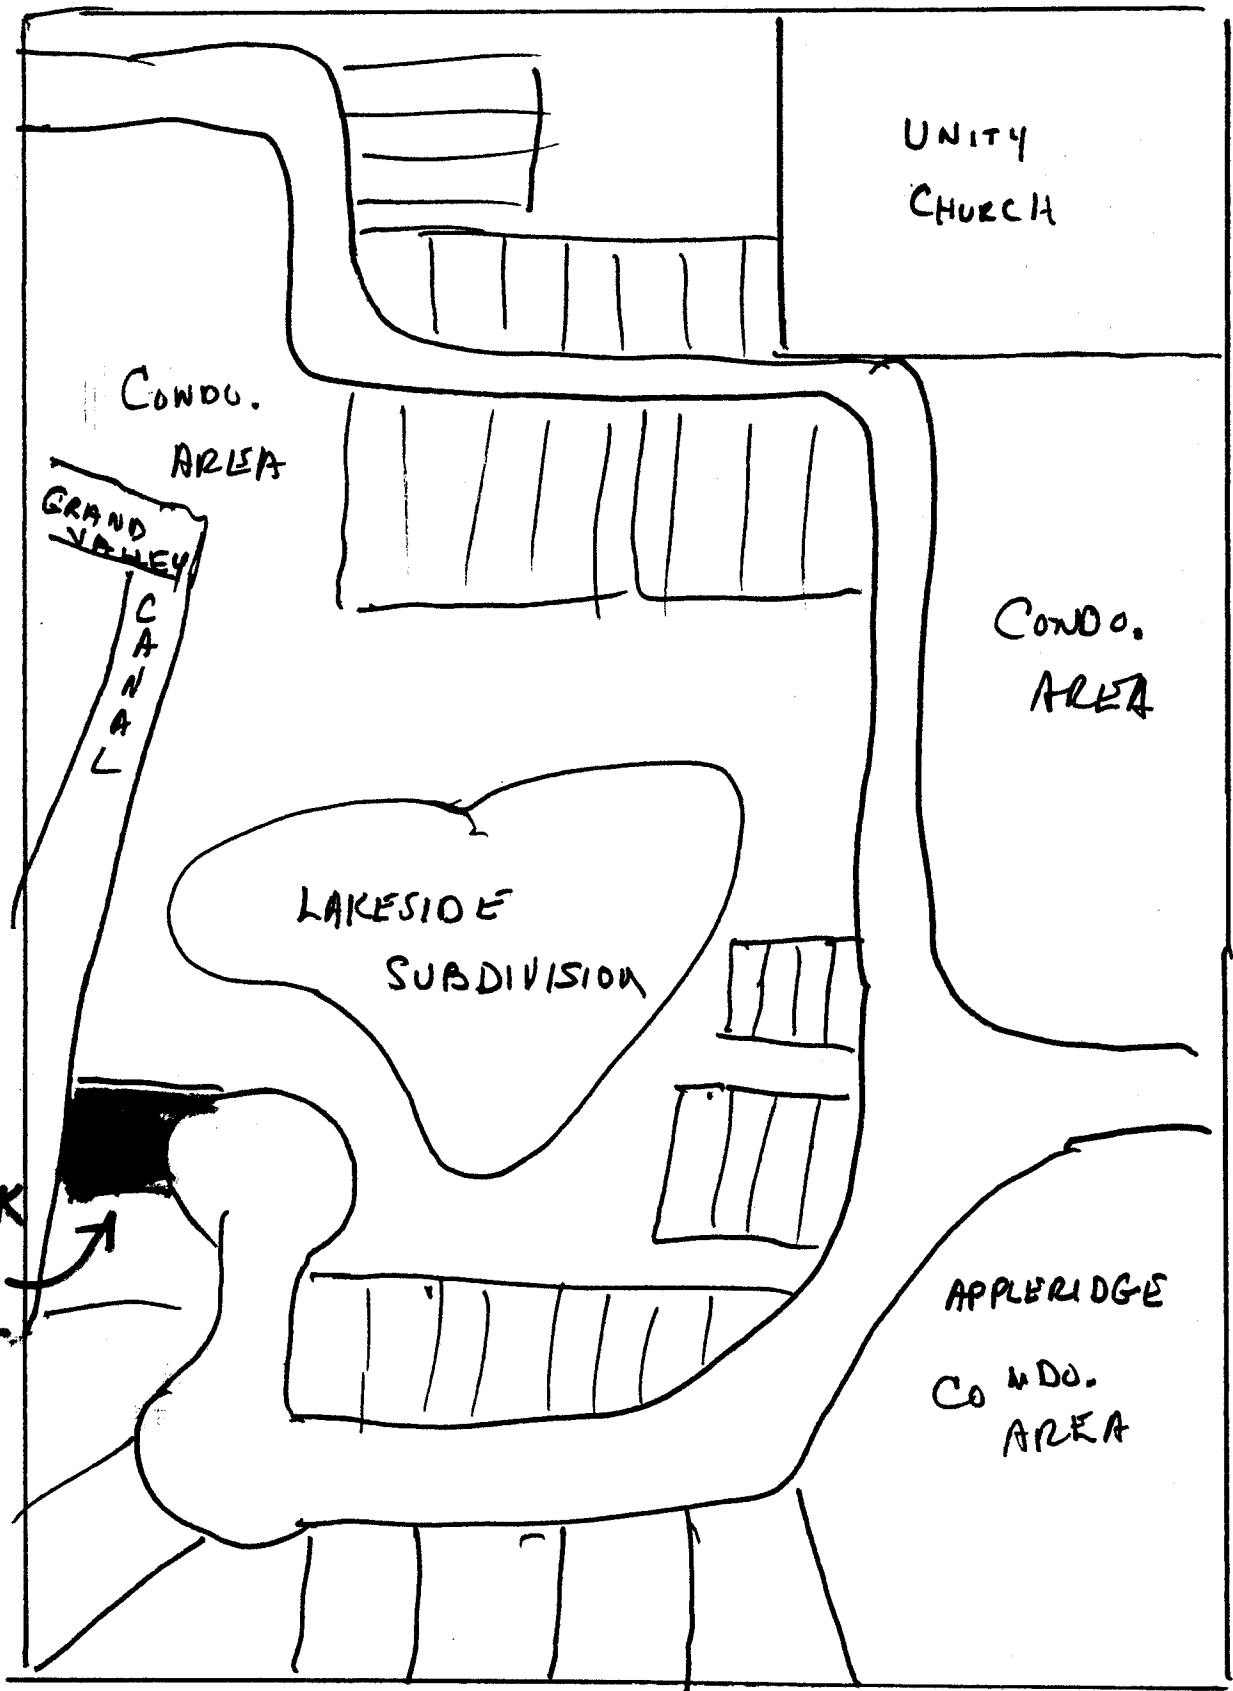 UNITY
CHURCH
CONDO.
AREA
GRAND
VALLEY
CANAL
CONDO.
AREA
LAKESIDE
SUBDIVISION
K
APPLERIDGE
CONDO.
AREA